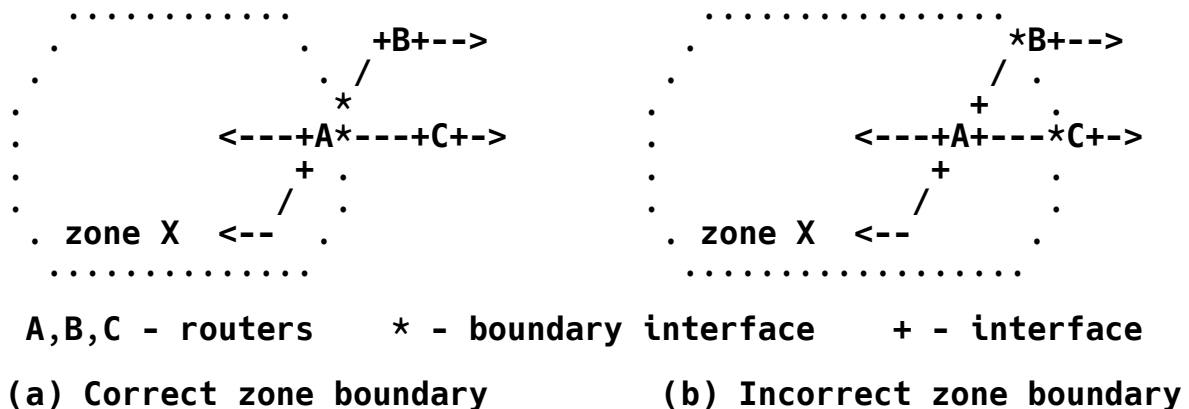 +B+--> *B+-->
<---+A*---+C+-> <---+A+---*C+->
zone X <-- zone X <--
A,B,C - routers * - boundary interface + - interface
(a) Correct zone boundary (b) Incorrect zone boundary